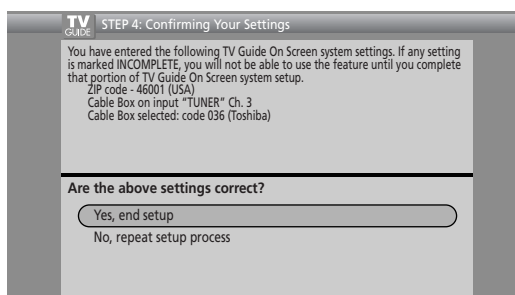 TV
GUIDE
STEP 4: Confirming Your Settings
You have entered the following TV Guide On Screen system settings. If any setting
is marked INCOMPLETE, you will not be able to use the feature until you complete
that portion of TV Guide On Screen system setup.
ZIP code - 46001 (USA)
Cable Box on input "TUNER" Ch. 3
Cable Box selected: code 036 (Toshiba)
Are the above settings correct?
Yes, end setup
No, repeat setup process